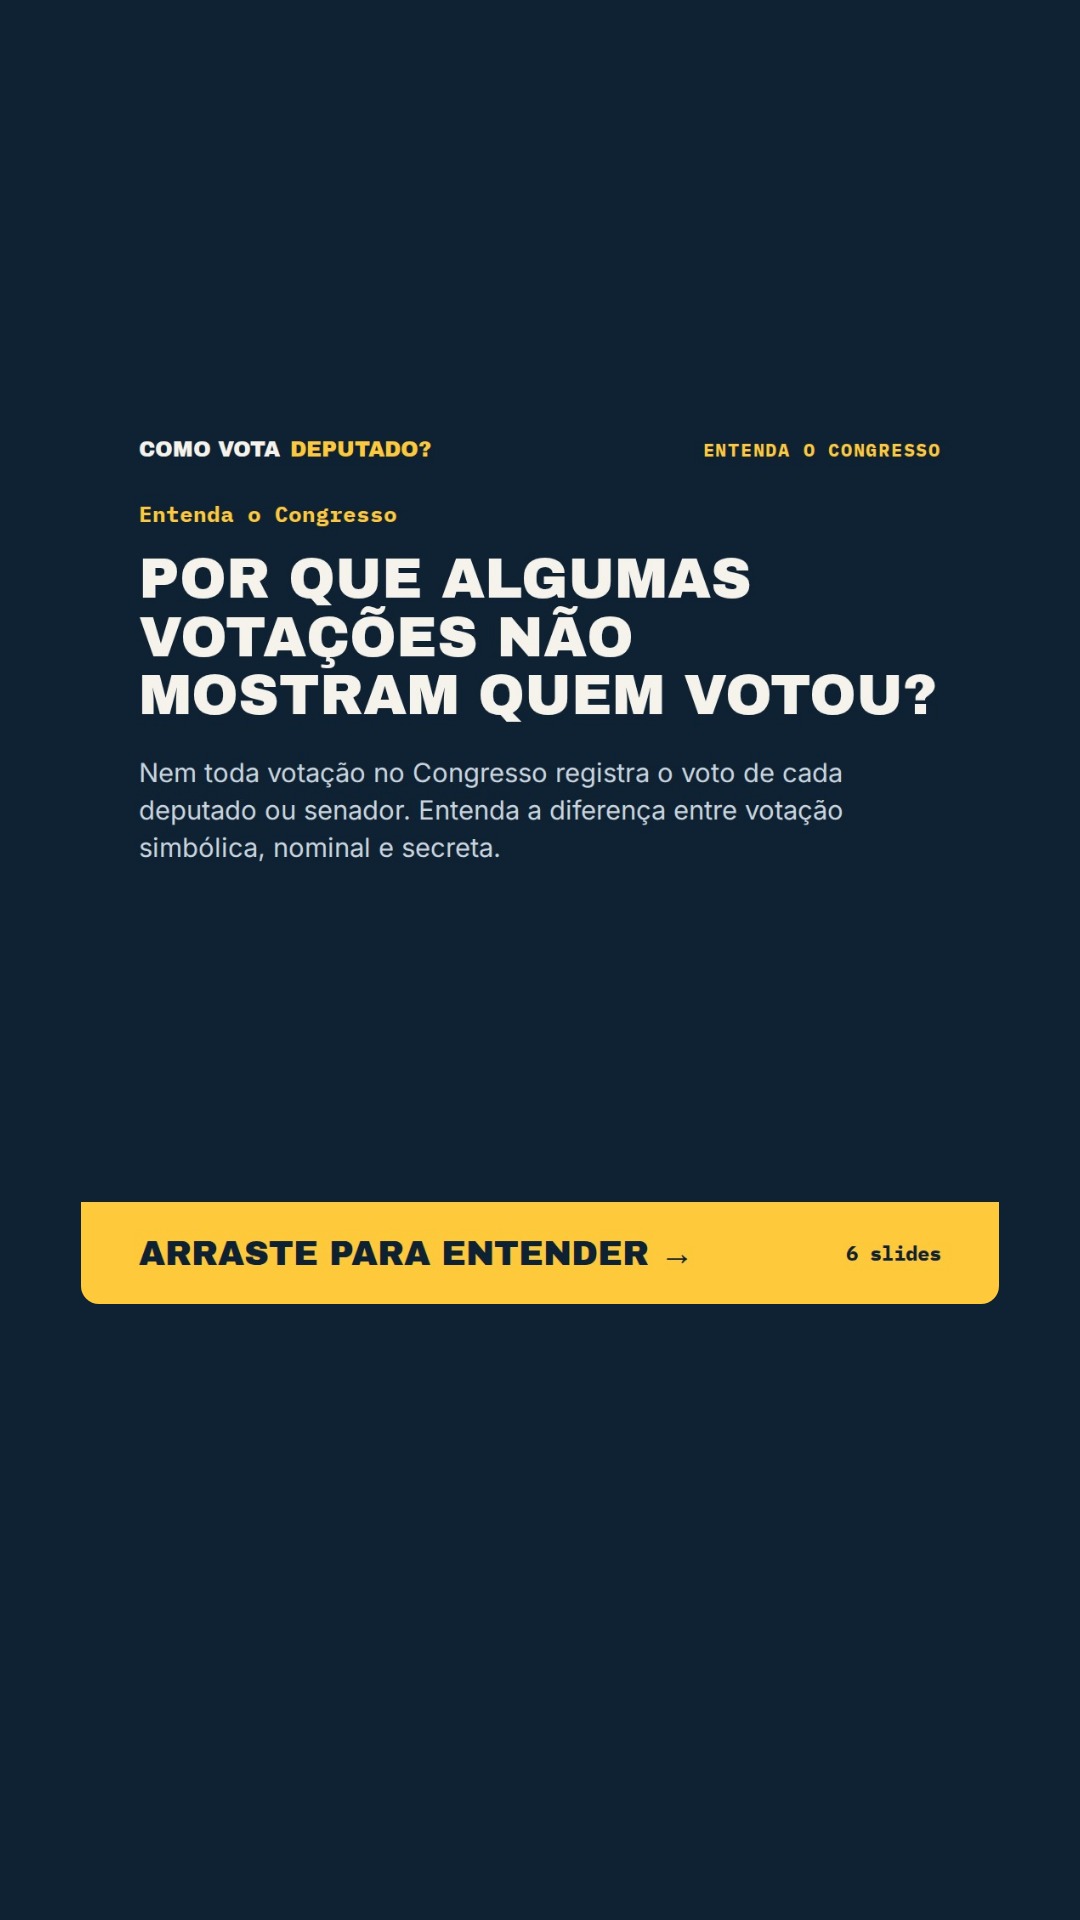 COMO VOTA DEPUTADO?
ENTENDA O CONGRESSO
Entenda o Congresso
POR QUE ALGUMAS
VOTAÇÕES NÃO
MOSTRAM QUEM VOTOU?
Nem toda votação no Congresso registra o voto de cada
deputado ou senador. Entenda a diferença entre votação
simbólica, nominal e secreta.
ARRASTE PARA ENTENDER →
6 slides